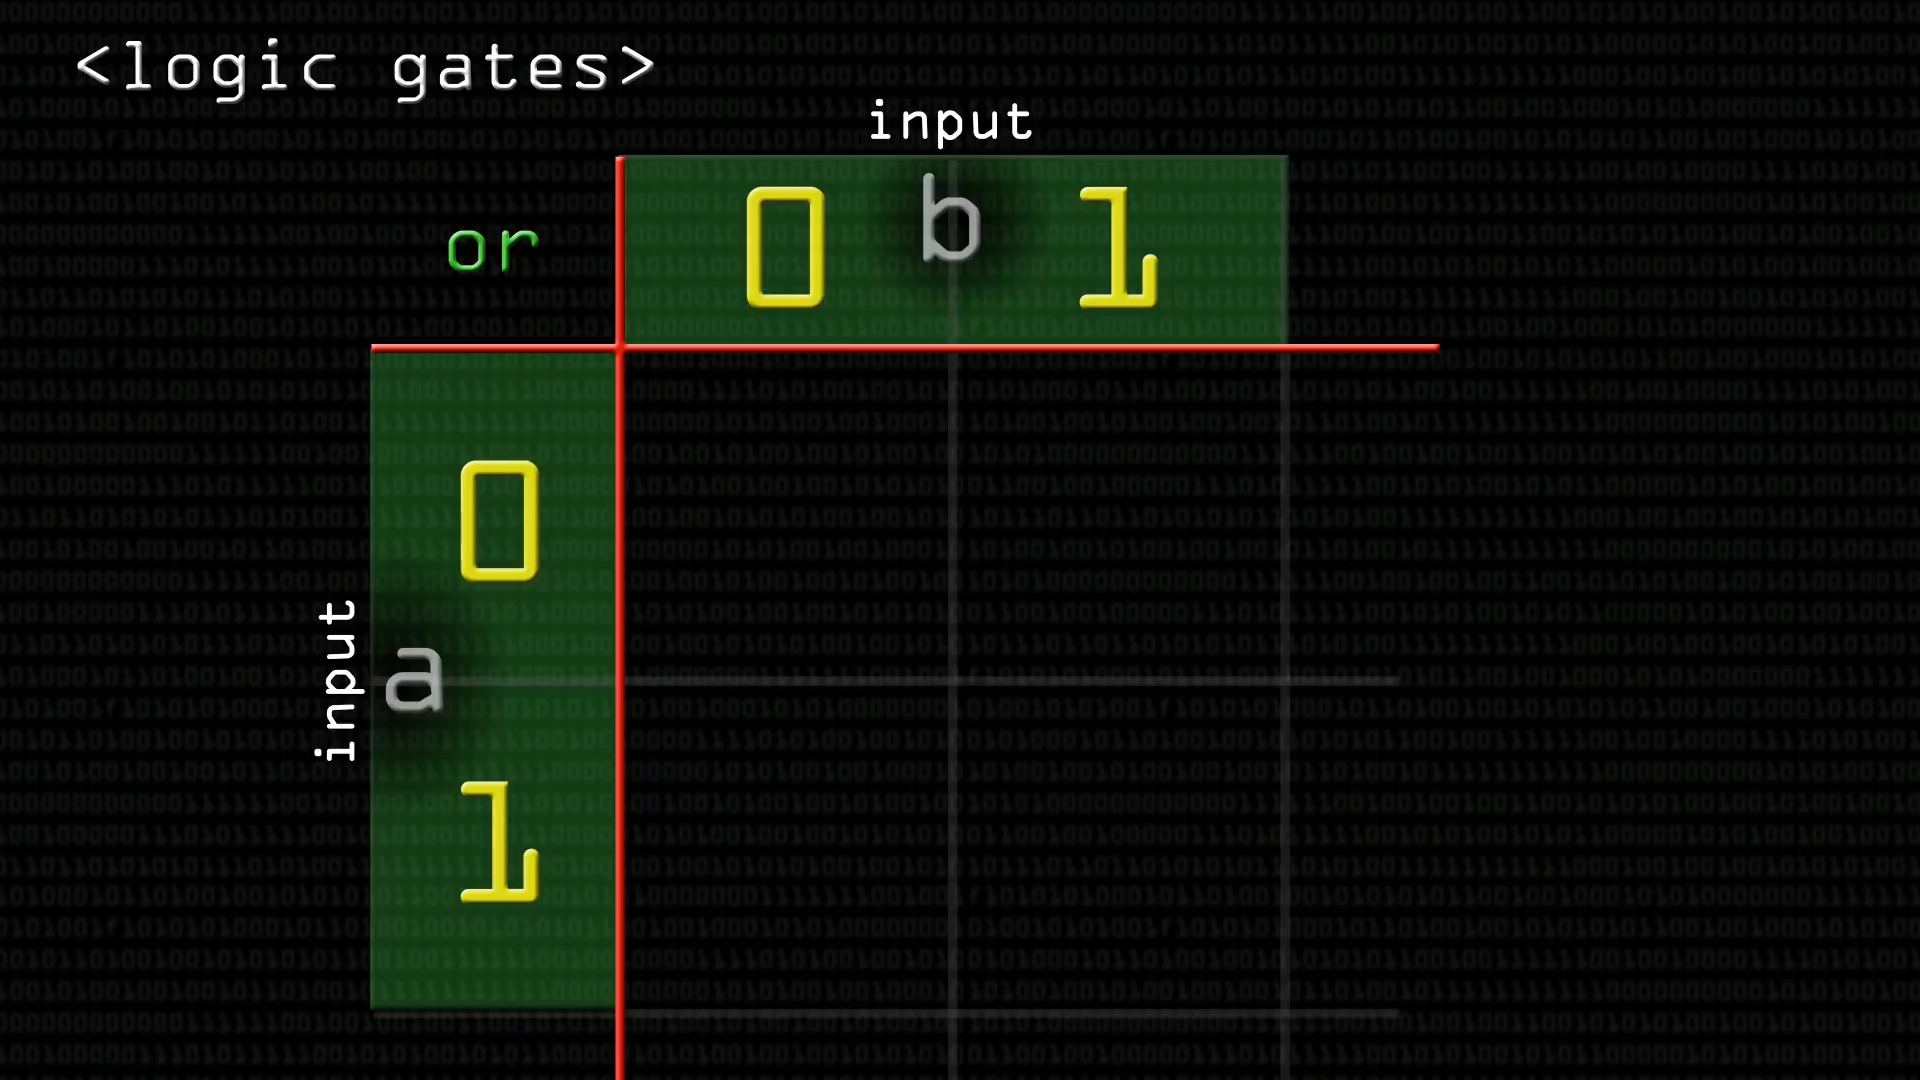 <logic gates>
input
or
0 b 1
0
input
a
1